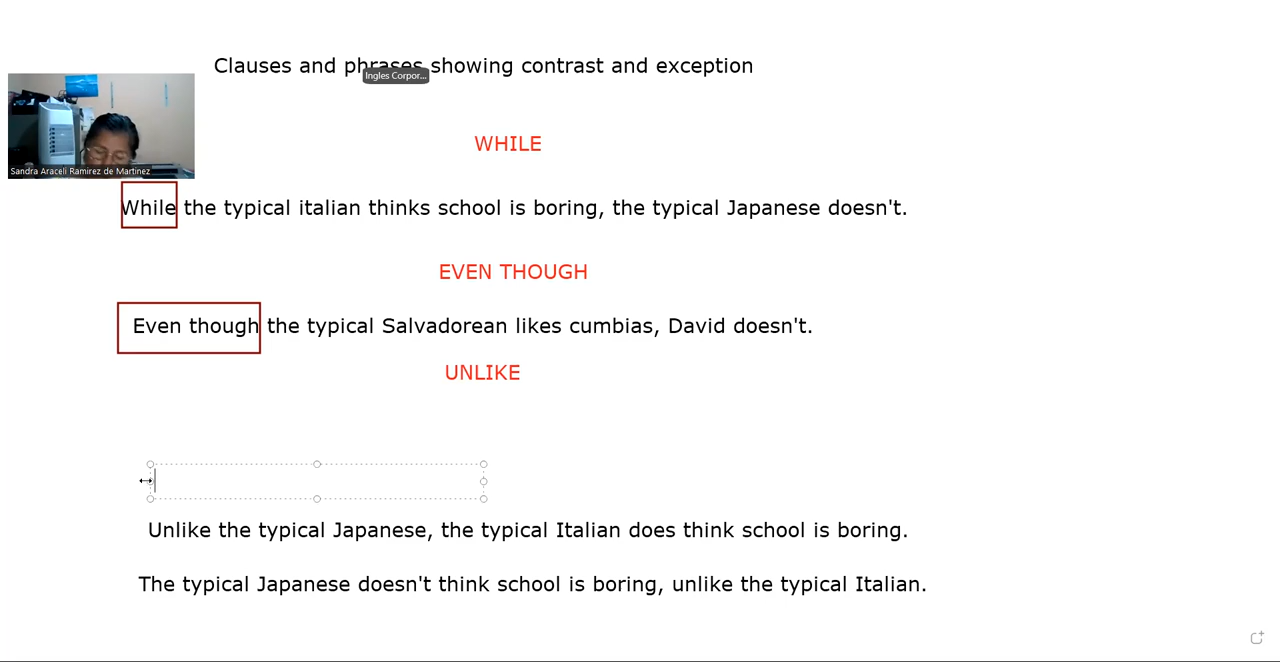 Clauses and phrases showing contrast and exception
Ingles Corpor...
WHILE
Sandra Araceli Ramirez de Martinez
While the typical italian thinks school is boring, the typical Japanese doesn't.
EVEN THOUGH
Even though the typical Salvadorean likes cumbias, David doesn't.
UNLIKE
Unlike the typical Japanese, the typical Italian does think school is boring.
The typical Japanese doesn't think school is boring, unlike the typical Italian.